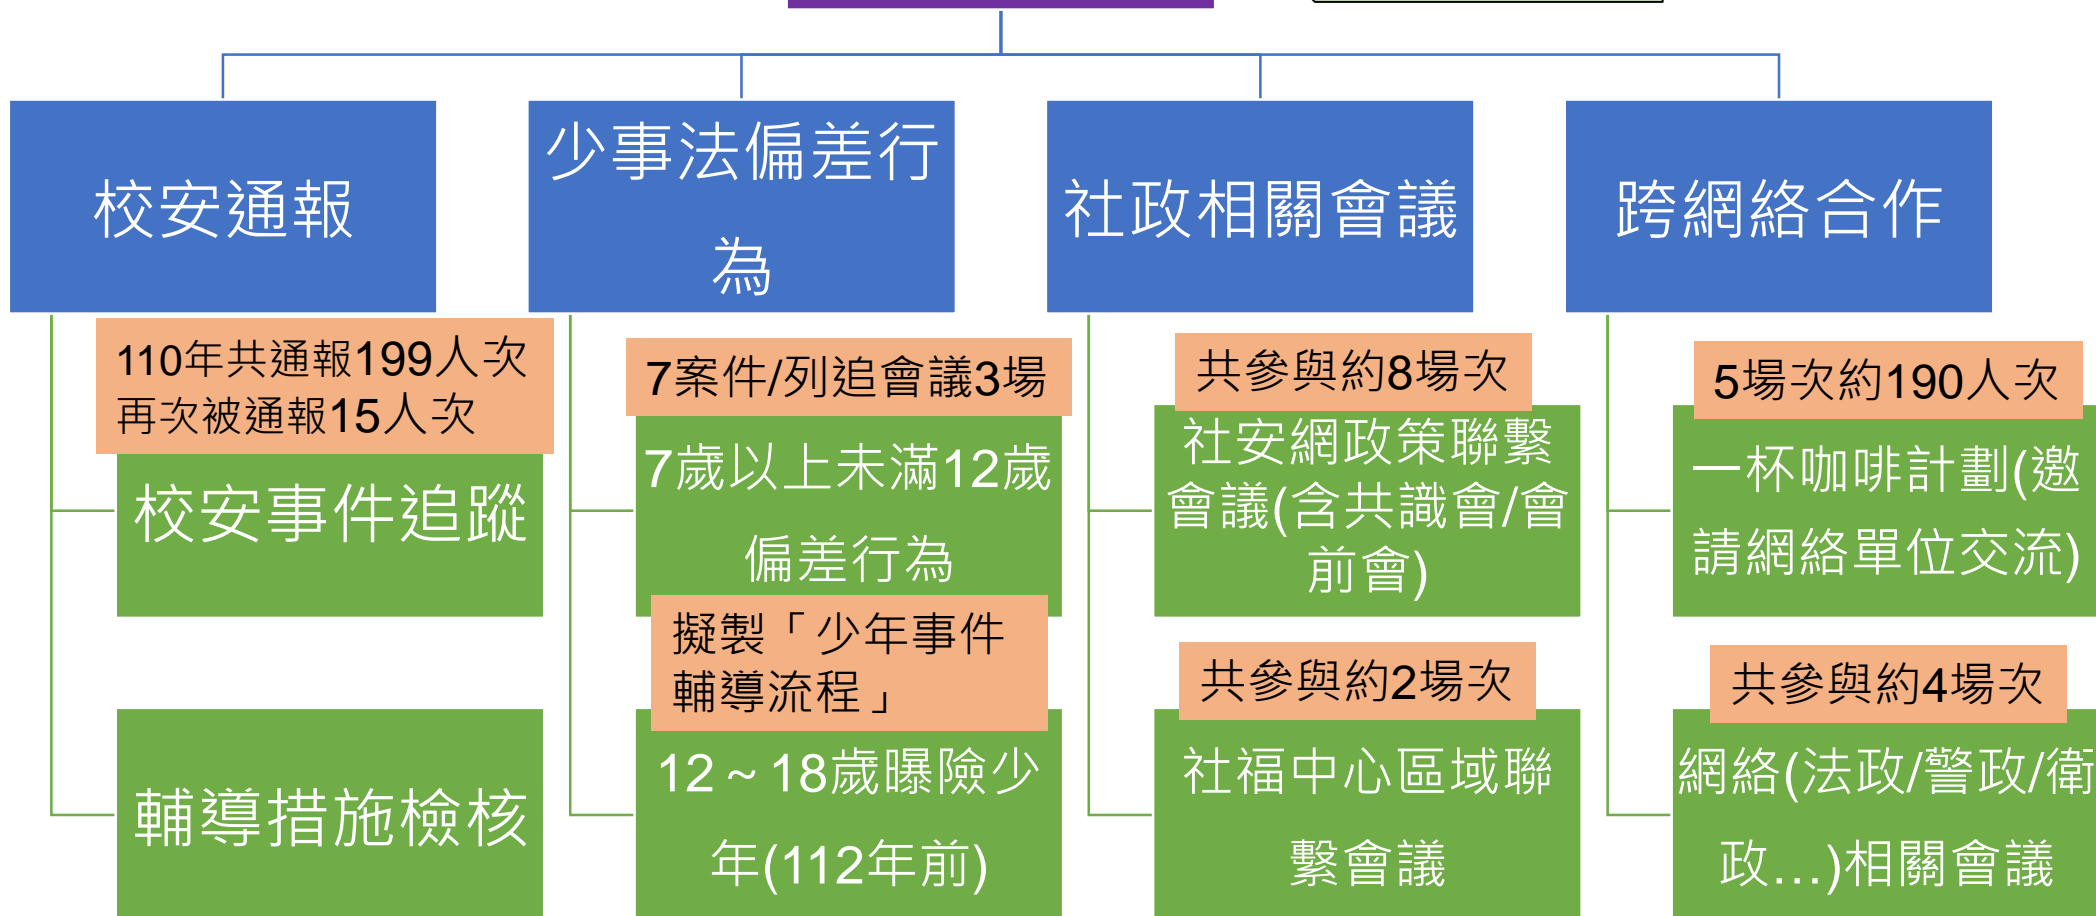 校安通報
110年共通報199人次
再次被通報15人次
校安事件追蹤
輔導措施檢核
少事法偏差行
為
7案件/列追會議3場
7歲以上未滿12歲
偏差行為
擬製「少年事件
輔導流程」
12～18歲曝險少
年(112年前)
社政相關會議
共參與約8場次
社安網政策聯繫
會議(含共識會/會
前會)
共參與約2場次
社福中心區域聯
繫會議
跨網絡合作
5場次約190人次
一杯咖啡計劃(邀
請網絡單位交流)
共參與約4場次
網絡(法政/警政/衛
政…)相關會議